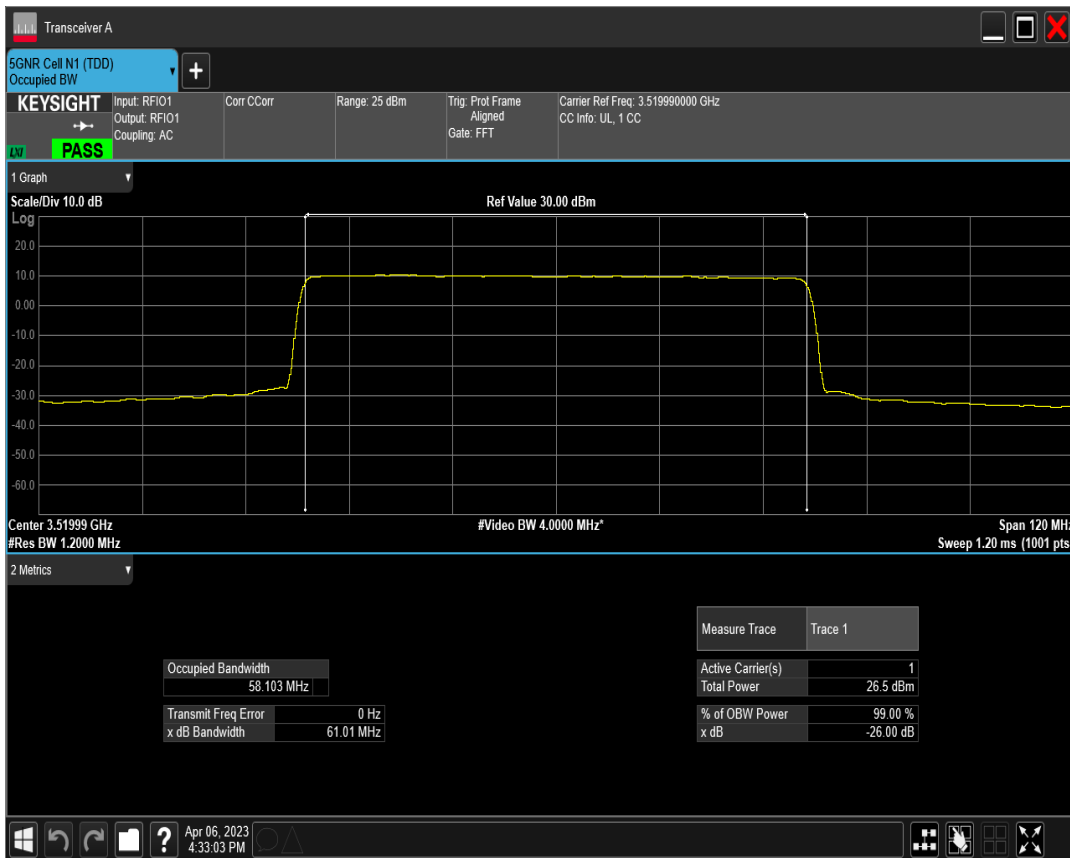 Transceiver A
5GNR Cell N1 (TDD)
Occupied BW
+
KEYSIGHT
LXI
PASS
Input: RFIO1
Output: RFIO1
Coupling: AC
Corr CCorr
Range: 25 dBm
Trig: Prot Frame
Aligned
Gate: FFT
Carrier Ref Freq: 3.519990000 GHz
CC Info: UL, 1 CC
1 Graph
Scale/Div 10.0 dB
Ref Value 30.00 dBm
Log
20.0
10.0
0.00
-10.0
-20.0
-30.0
-40.0
-50.0
-60.0
Center 3.51999 GHz
#Video BW 4.0000 MHz*
Span 120 MHz
#Res BW 1.2000 MHz
Sweep 1.20 ms (1001 pts
2 Metrics
Measure Trace Trace 1
Occupied Bandwidth
58.103 MHz
Active Carrier(s) 1
Total Power 26.5 dBm
Transmit Freq Error 0 Hz
x dB Bandwidth 61.01 MHz
% of OBW Power 99.00 %
x dB -26.00 dB
?
Apr 06, 2023
4:33:03 PM